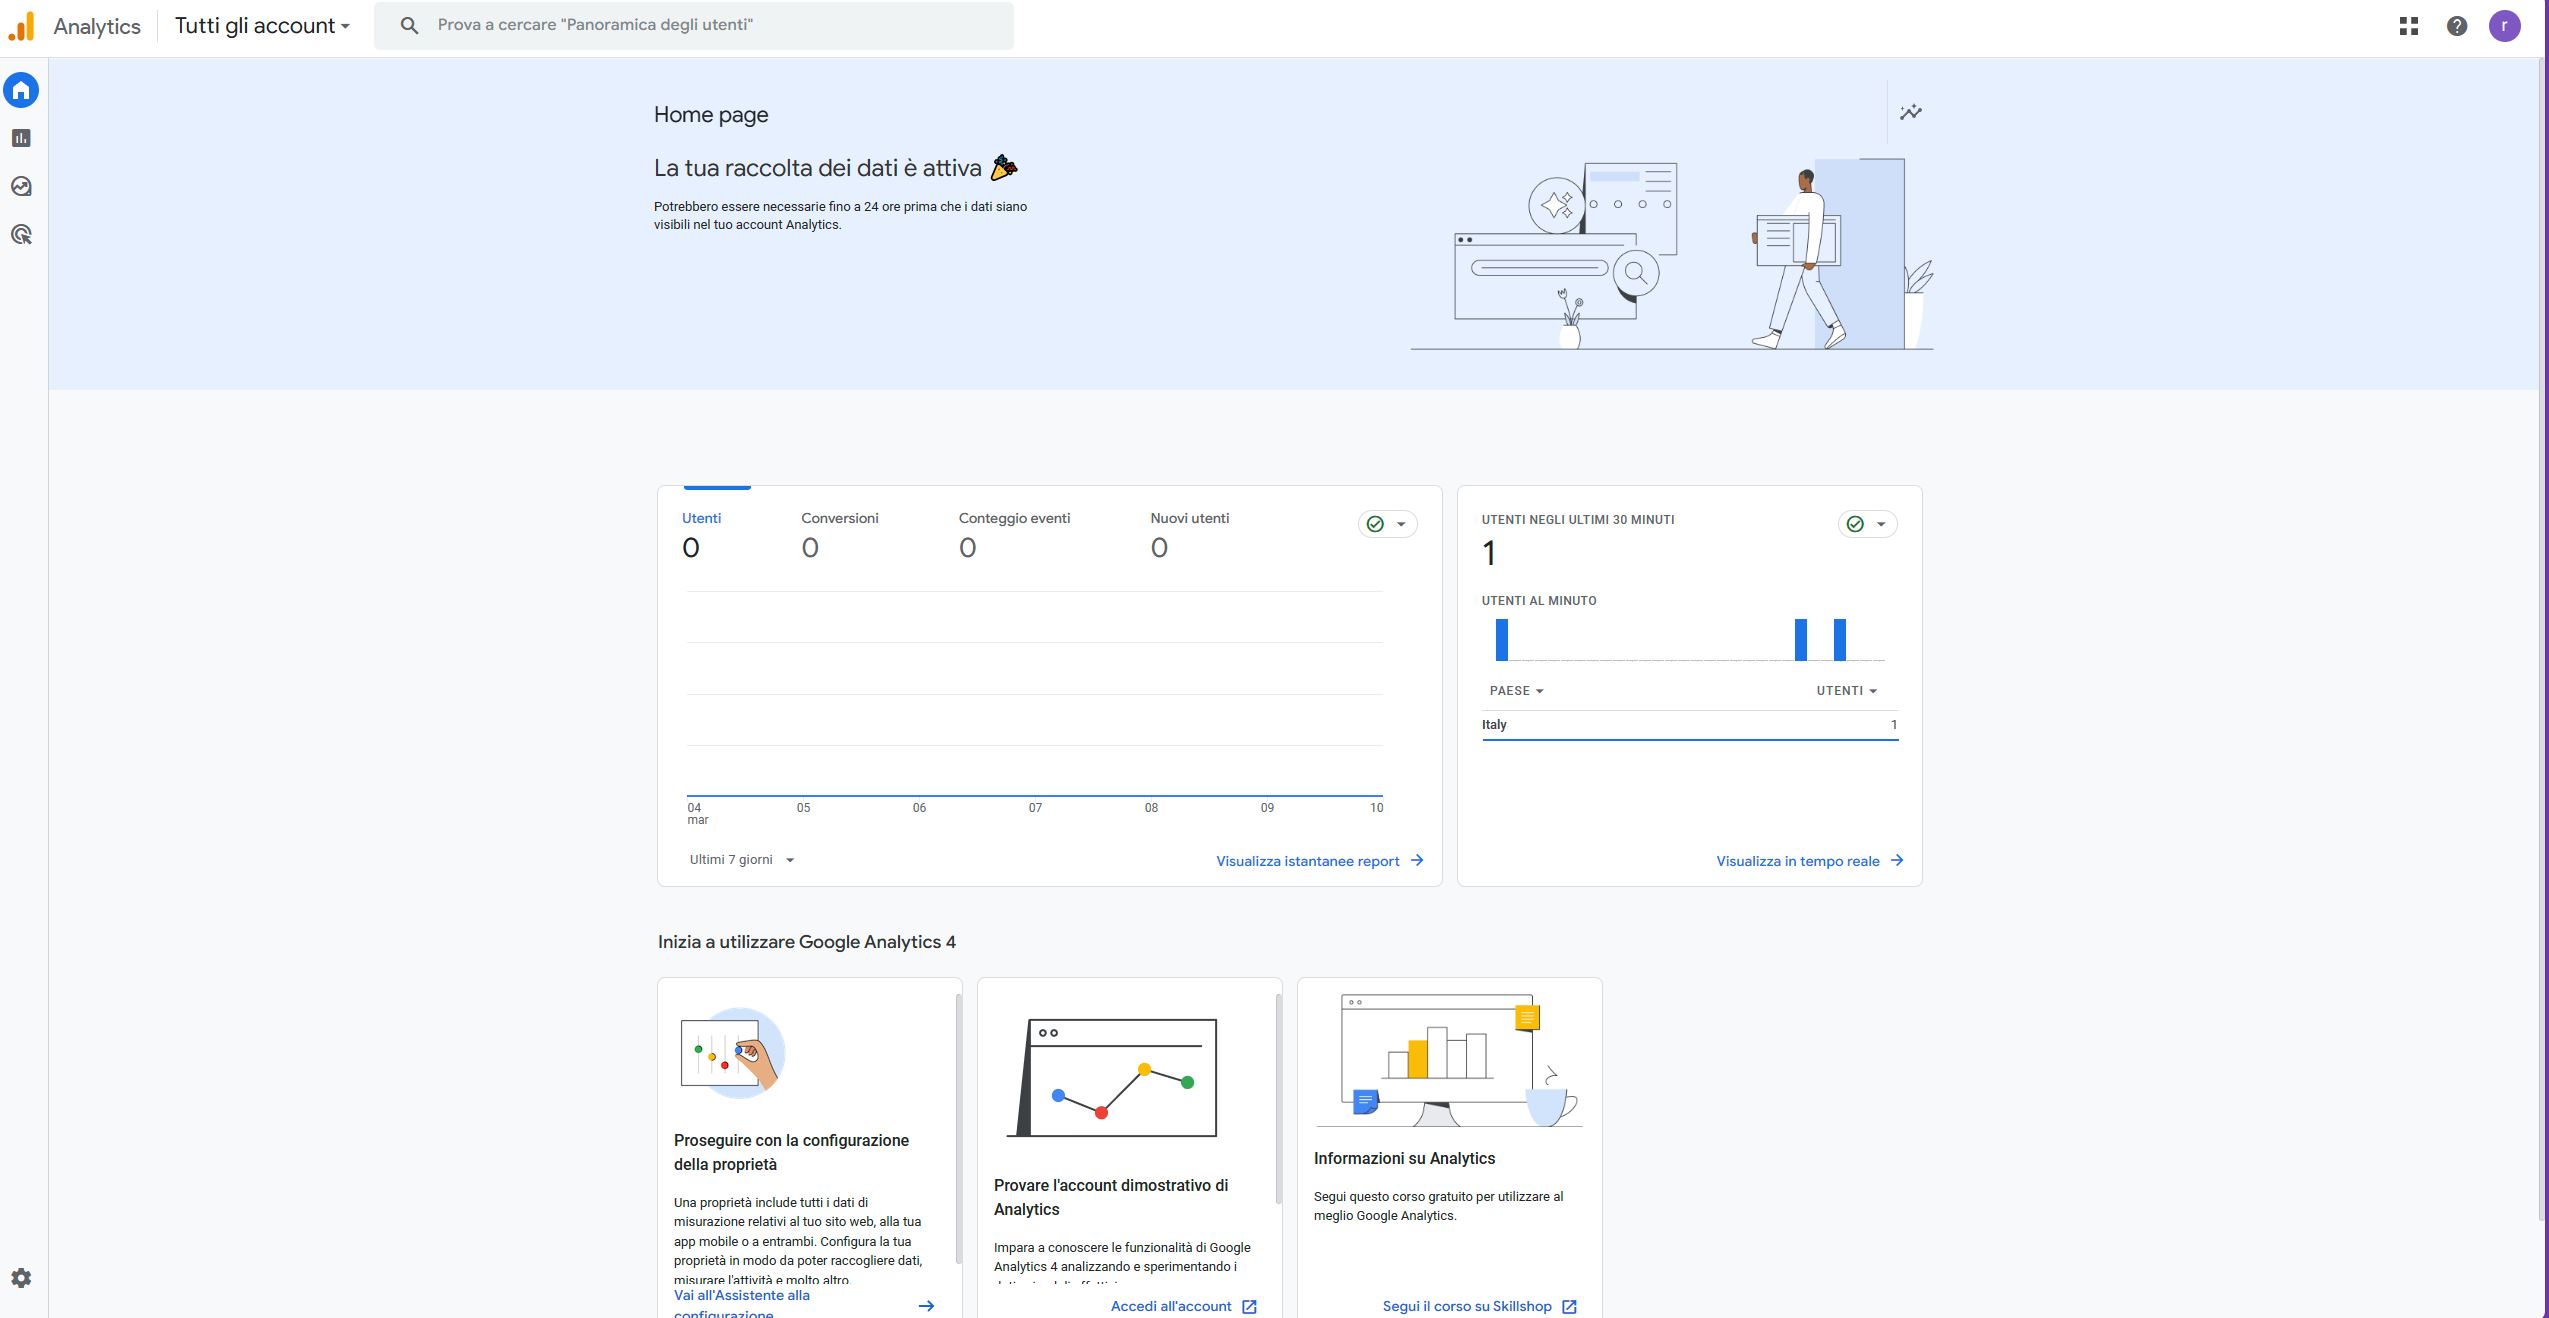 Analytics
Tutti gli account
Prova a cercare "Panoramica degli utenti"
r
Home page
La tua raccolta dei dati è attiva
Potrebbero essere necessarie fino a 24 ore prima che i dati siano
visibili nel tuo account Analytics.
Utenti
0
Conversioni
0
Conteggio eventi
0
Nuovi utenti
0
04
mar
05
06
07
08
09
10
Ultimi 7 giorni
Visualizza istantanee report
UTENTI NEGLI ULTIMI 30 MINUTI
1
UTENTI AL MINUTO
PAESE
UTENTI
Italy
1
Visualizza in tempo reale
Inizia a utilizzare Google Analytics 4
Proseguire con la configurazione
della proprietà
Una proprietà include tutti i dati di
misurazione relativi al tuo sito web, alla tua
app mobile o a entrambi. Configura la tua
proprietà in modo da poter raccogliere dati,
misurare l'attività e molto altro.
Vai all'Assistente alla
configurazione
Provare l'account dimostrativo di
Analytics
Impara a conoscere le funzionalità di Google
Analytics 4 analizzando e sperimentando i
Accedi all'account
Informazioni su Analytics
Segui questo corso gratuito per utilizzare al
meglio Google Analytics.
Segui il corso su Skillshop